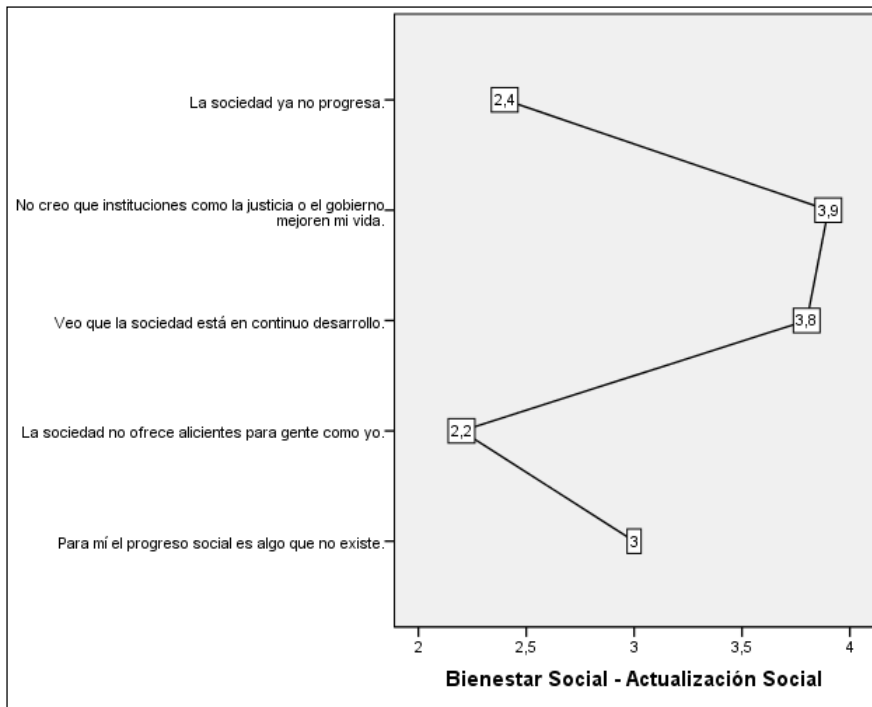 La sociedad ya no progresa.
2,4
No creo que instituciones como la justicia o el gobierno
mejoren mi vida.
3,9
Veo que la sociedad está en continuo desarrollo.
3,8
La sociedad no ofrece alicientes para gente como yo.
2,2
Para mí el progreso social es algo que no existe.
3
2 2,5 3 3,5 4
Bienestar Social - Actualización Social